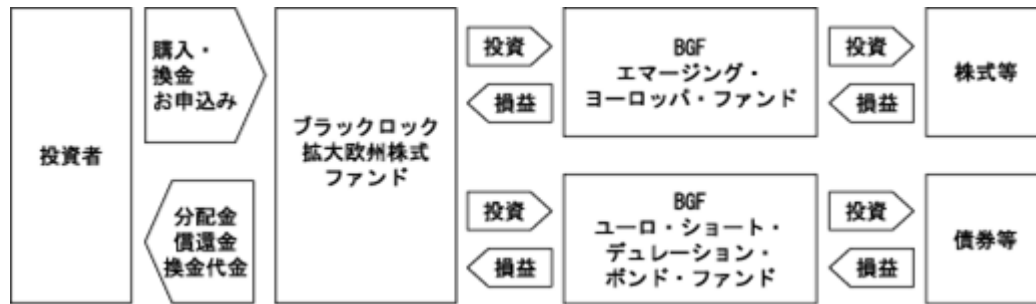 投資者
購入・
換金
お申込み
分配金
償還金
換金代金
ブラックロック
拡大欧州株式
ファンド
投資
損益
BGF
エマージング・
ヨーロッパ・ファンド
投資
損益
株式等
投資
損益
BGF
ユーロ・ショート・
デュレーション・
ボンド・ファンド
投資
損益
債券等